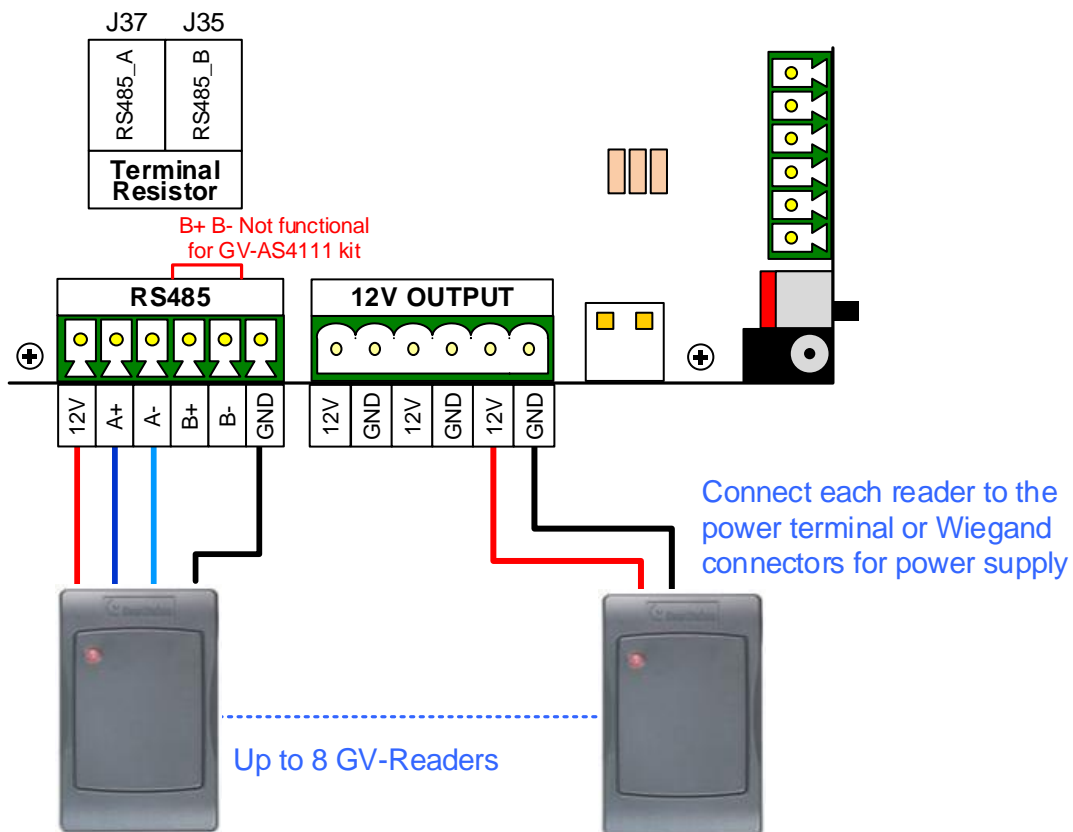 J37 J35
RS485_A RS485_B
Terminal
Resistor
B+ B- Not functional
for GV-AS4111 kit
RS485
12V OUTPUT
12V A+ A- B+ B- GND
12V GND 12V GND 12V GND
Connect each reader to the
power terminal or Wiegand
connectors for power supply
Up to 8 GV-Readers